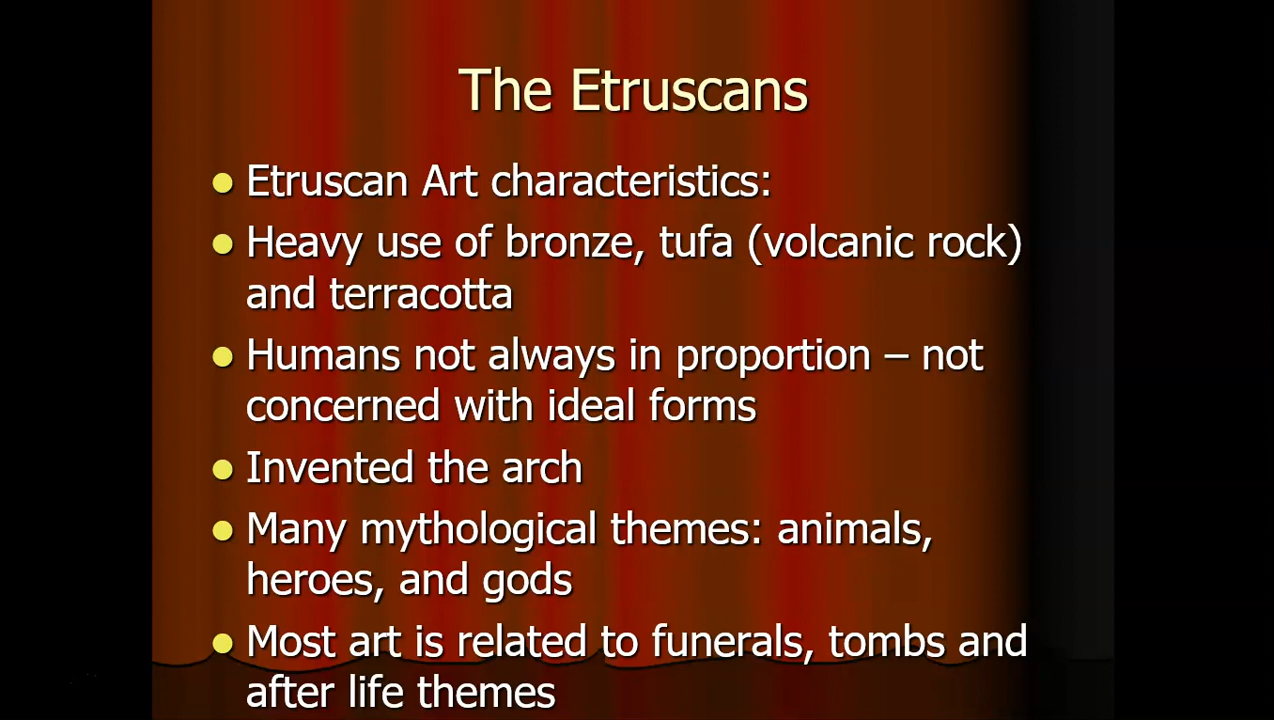 The Etruscans
● Etruscan Art characteristics:
● Heavy use of bronze, tufa (volcanic rock)
and terracotta
● Humans not always in proportion – not
concerned with ideal forms
● Invented the arch
● Many mythological themes: animals,
heroes, and gods
● Most art is related to funerals, tombs and
after life themes